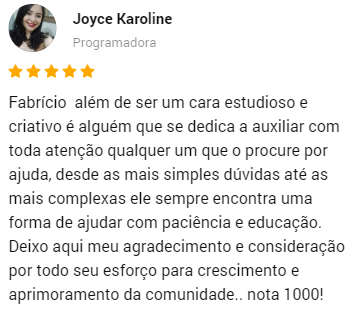 Joyce Karoline
Programadora
Fabrício além de ser um cara estudioso e
criativo é alguém que se dedica a auxiliar com
toda atenção qualquer um que o procure por
ajuda, desde as mais simples dúvidas até as
mais complexas ele sempre encontra uma
forma de ajudar com paciência e educação.
Deixo aqui meu agradecimento e consideração
por todo seu esforço para crescimento e
aprimoramento da comunidade.. nota 1000!